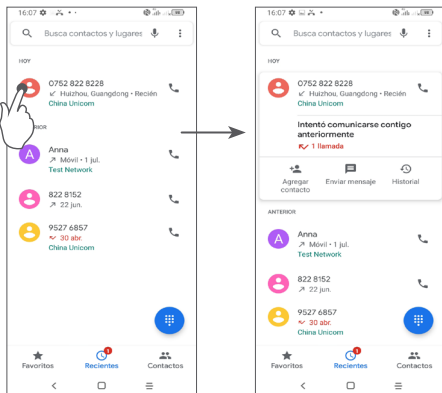 16:07
Busca contactos y lugares
HOY
0752 822 8228
Huizhou, Guangdong • Recién
China Unicom
RIOR
A
Anna
Móvil • 1 jul.
Test Network
822 8152
22 jun.
9527 6857
30 abr.
China Unicom
1
Favoritos
Recientes
Contactos
16:07
Busca contactos y lugares
HOY
0752 822 8228
Huizhou, Guangdong • Recién
China Unicom
Intentó comunicarse contigo
anteriormente
1 llamada
Agregar
contacto
Enviar mensaje
Historial
ANTERIOR
A
Anna
Móvil • 1 jul.
Test Network
822 8152
22 jun.
9527 6857
30 abr.
China Unicom
1
Favoritos
Recientes
Contactos